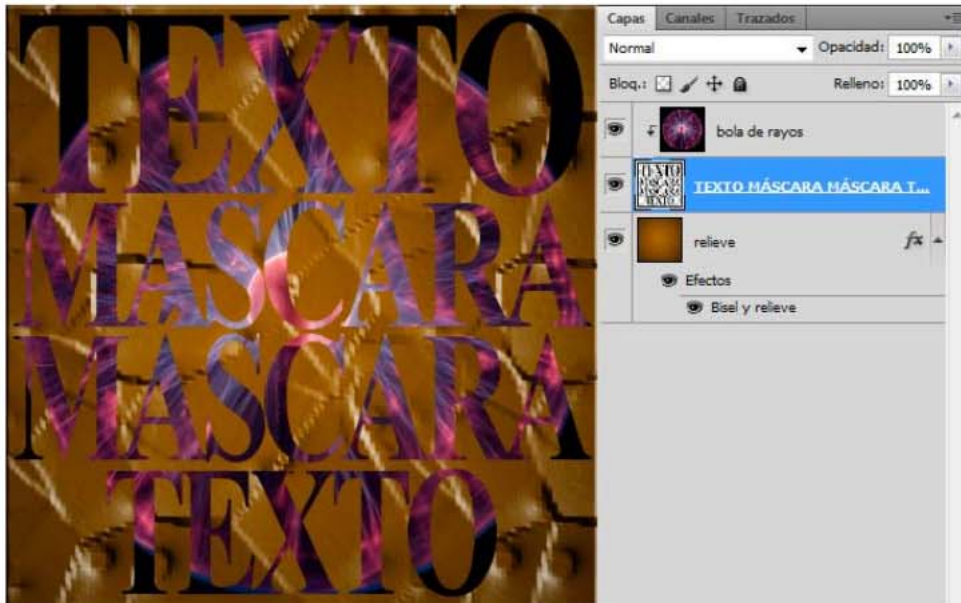 TEXTO
MASCARA
MASCARA
TEXTO
Capas Canales Trazados
Normal Opacidad: 100%
Bloq.: Relleno: 100%
bola de rayos
TEXTO MÁSCARA MÁSCARA T...
relieve fx
Efectos
Bisel y relieve